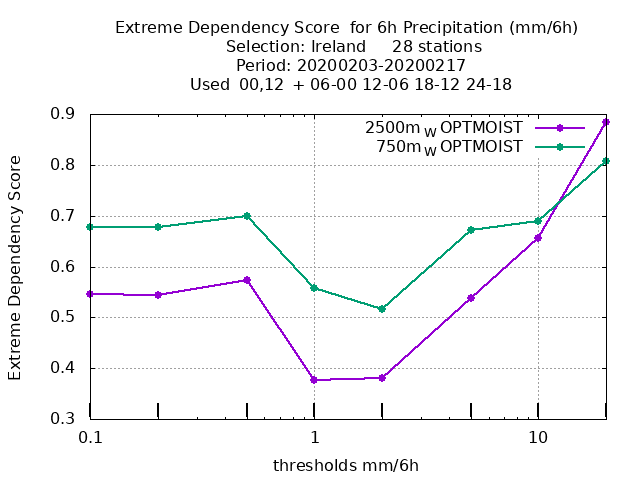 Extreme Dependency Score  for 6h Precipitation (mm/6h)
Selection: Ireland     28 stations
Period: 20200203-20200217
Used  00,12  + 06-00 12-06 18-12 24-18
2500m_W OPTMOIST
750m_W OPTMOIST
Extreme Dependency Score
0.9
0.8
0.7
0.6
0.5
0.4
0.3
0.1 1 10
thresholds mm/6h